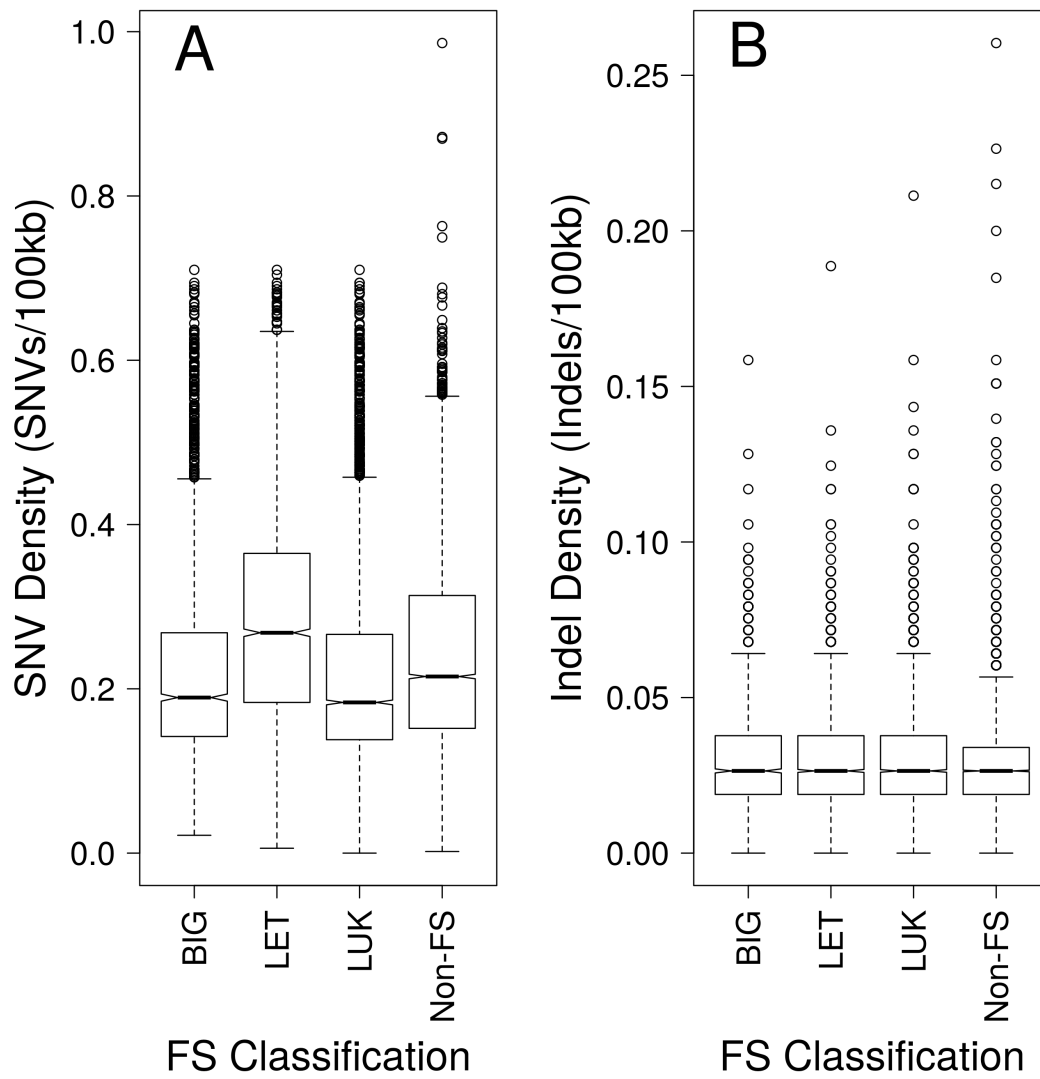 A
SNV Density (SNVs/100kb)
1.0
0.8
0.6
0.4
0.2
0.0
BIG
LET
LUK
Non-FS
FS Classification
B
Indel Density (Indels/100kb)
0.25
0.20
0.15
0.10
0.05
0.00
BIG
LET
LUK
Non-FS
FS Classification